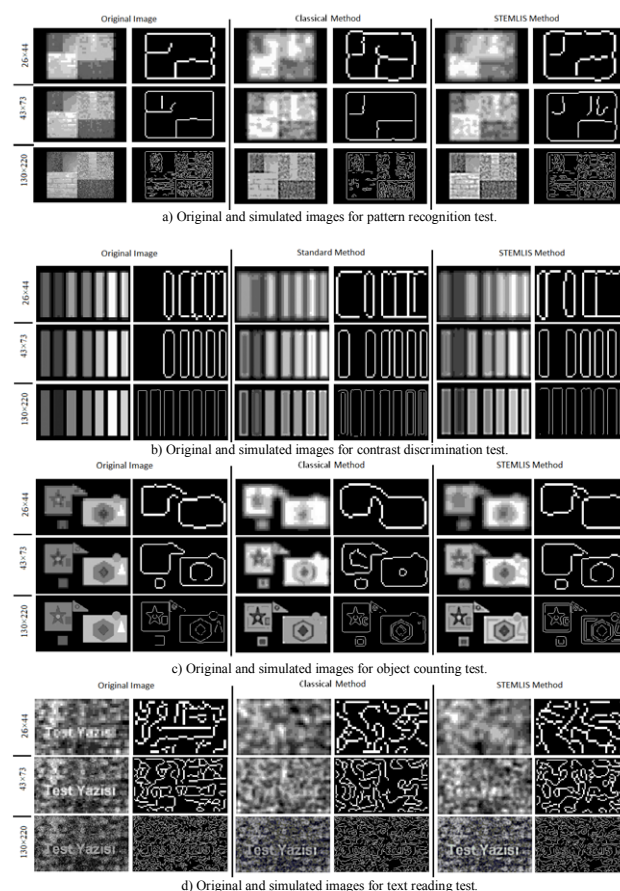 Original Image Classical Method STEMLIS Method
26×44
43×73
130×220
a) Original and simulated images for pattern recognition test.
Original Image Standard Method STEMLIS Method
26×44
43×73
130×220
b) Original and simulated images for contrast discrimination test.
Original Image Classical Method STEMLIS Method
26×44
43×73
130×220
c) Original and simulated images for object counting test.
Original Image Classical Method STEMLIS Method
26×44 Test Yazisi
43×73 Test Yazisi
130×220 Test Yazisi Test Yazisi Test Yazisi
d) Original and simulated images for text reading test.